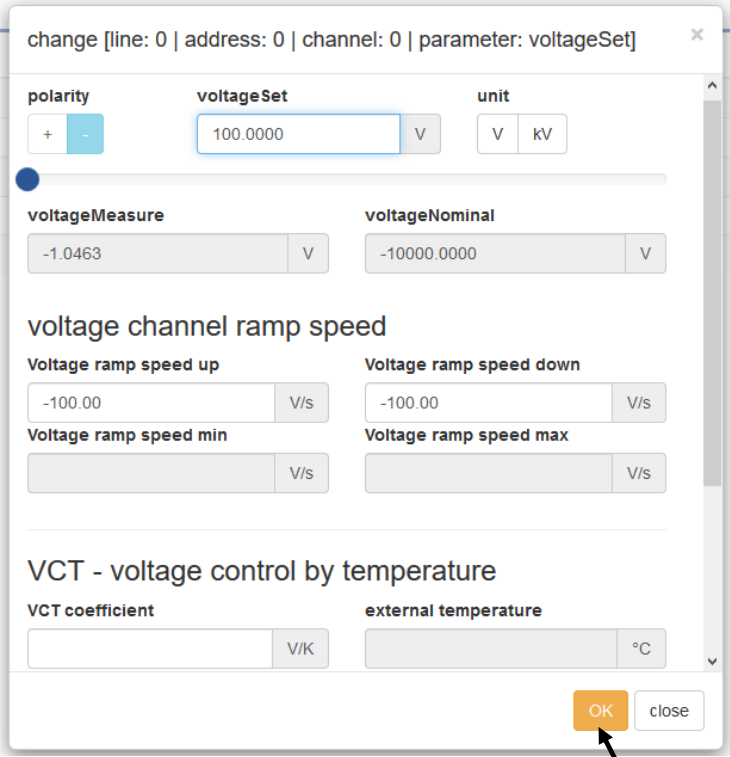 change [line: 0 | address: 0 | channel: 0 | parameter: voltageSet] ×
polarity voltageSet unit
+ - 100.0000 V V kV
voltageMeasure voltageNominal
-1.0463 V -10000.0000 V
voltage channel ramp speed
Voltage ramp speed up Voltage ramp speed down
-100.00 V/s -100.00 V/s
Voltage ramp speed min Voltage ramp speed max
V/s V/s
VCT - voltage control by temperature
VCT coefficient external temperature
V/K °C
OK close